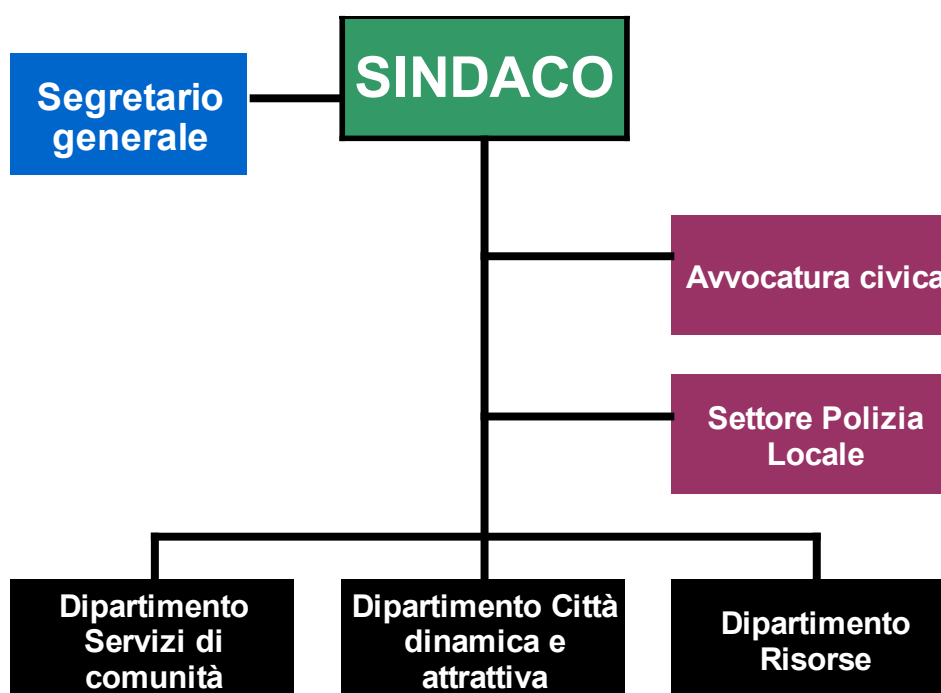 SINDACO
Segretario
generale
Avvocatura civica
Settore Polizia
Locale
Dipartimento
Servizi di
comunità
Dipartimento Città
dinamica e
attrattiva
Dipartimento
Risorse